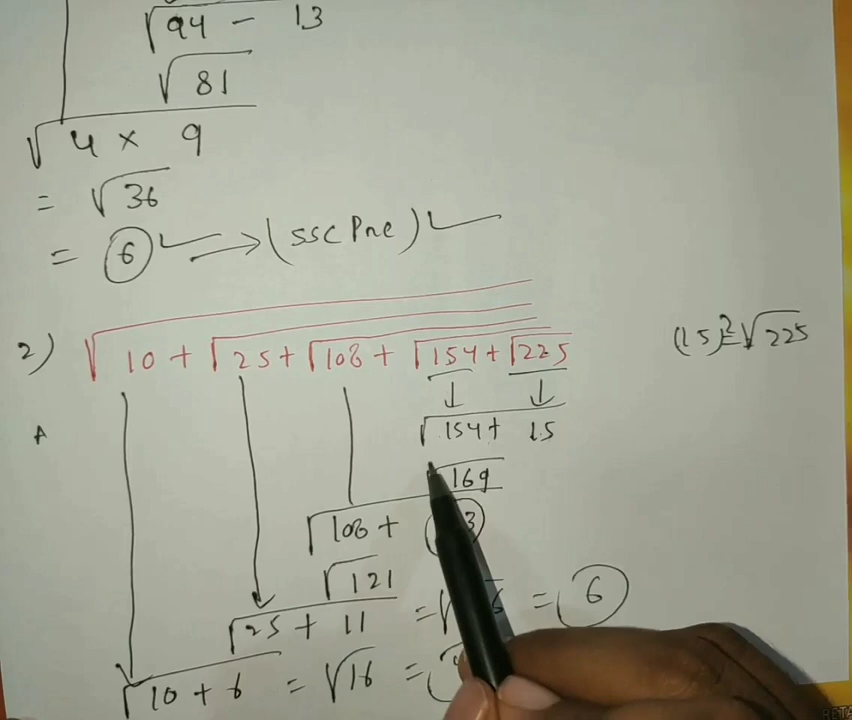 √94 - 13
√81
√4 × 9
= √36
= 6 → (SSC Pre)
2) √10 + √25 + √108 + √154 + √225
(15)² = √225
A
√154 + 15
√169
√108 +
√121
√25 + 11 = √ = 6
√10 + 6 = √16 =